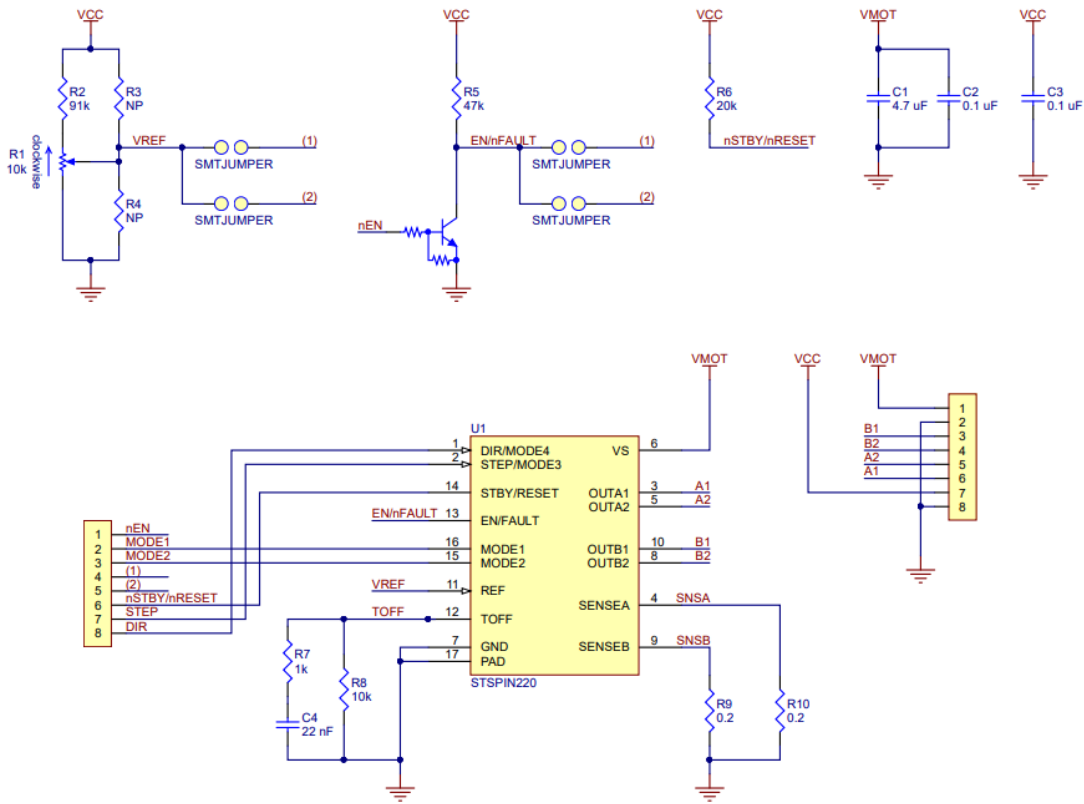 VCC
VCC
VCC
VMOT
VCC
R2
91k
R3
NP
R5
47k
R6
20k
C1
4.7 uF
C2
0.1 uF
C3
0.1 uF
clockwise
R1
10k
VREF
SMTJUMPER
(1)
EN/nFAULT
SMTJUMPER
(1)
nSTBY/nRESET
R4
NP
SMTJUMPER
(2)
SMTJUMPER
(2)
nEN
VMOT
VCC
VMOT
1
2
B1 3
B2 4
A2 5
A1 6
7
8
U1
1 DIR/MODE4
2 STEP/MODE3
14 STBY/RESET
EN/nFAULT 13 EN/FAULT
16 MODE1
15 MODE2
VREF 11 REF
TOFF 12 TOFF
7 GND
17 PAD
VS 6
OUTA1 3 A1
OUTA2 5 A2
OUTB1 10 B1
OUTB2 8 B2
SENSEA 4 SNSA
SENSEB 9 SNSB
STSPIN220
1 nEN
2 MODE1
3 MODE2
4 (1)
5 (2)
6 nSTBY/nRESET
7 STEP
8 DIR
R7
1k
R8
10k
C4
22 nF
R9
0.2
R10
0.2